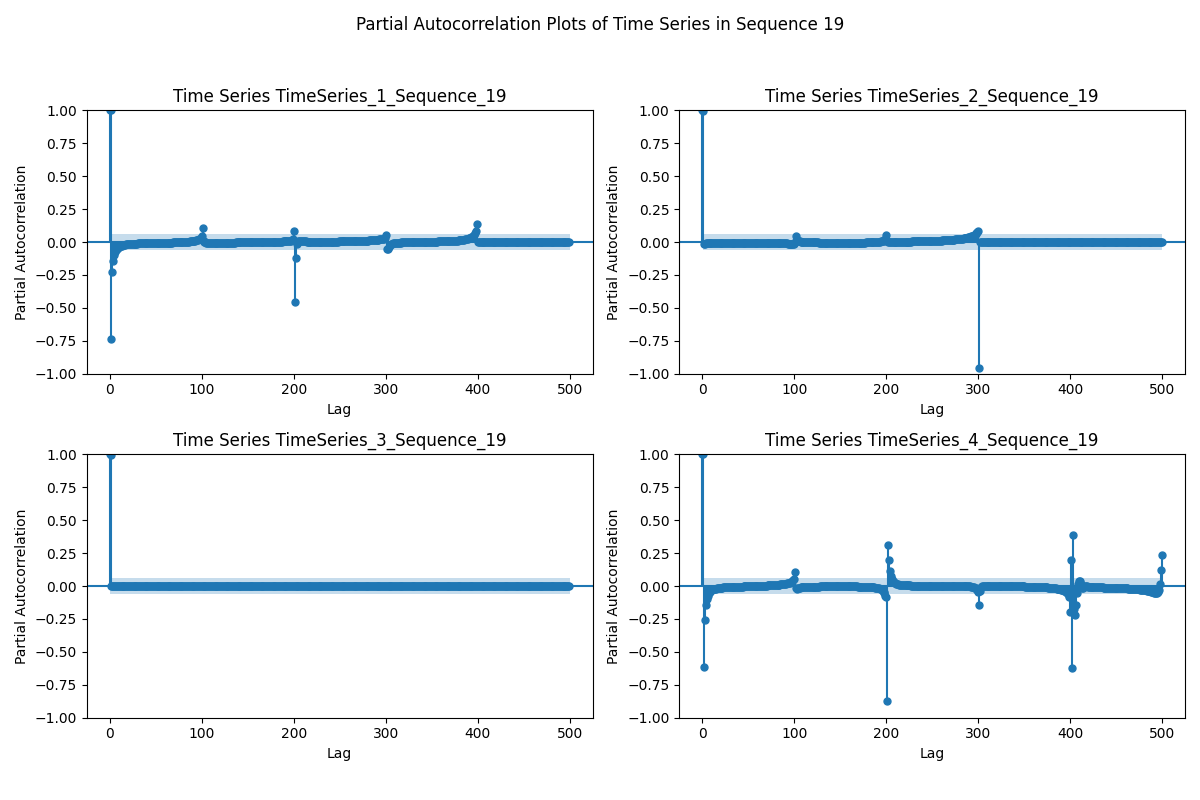 Partial Autocorrelation Plots of Time Series in Sequence 19
Time Series TimeSeries_1_Sequence_19
Partial Autocorrelation
1.00
0.75
0.50
0.25
0.00
−0.25
−0.50
−0.75
−1.00
0 100 200 300 400 500
Lag
Time Series TimeSeries_2_Sequence_19
Partial Autocorrelation
1.00
0.75
0.50
0.25
0.00
−0.25
−0.50
−0.75
−1.00
0 100 200 300 400 500
Lag
Time Series TimeSeries_3_Sequence_19
Partial Autocorrelation
1.00
0.75
0.50
0.25
0.00
−0.25
−0.50
−0.75
−1.00
0 100 200 300 400 500
Lag
Time Series TimeSeries_4_Sequence_19
Partial Autocorrelation
1.00
0.75
0.50
0.25
0.00
−0.25
−0.50
−0.75
−1.00
0 100 200 300 400 500
Lag